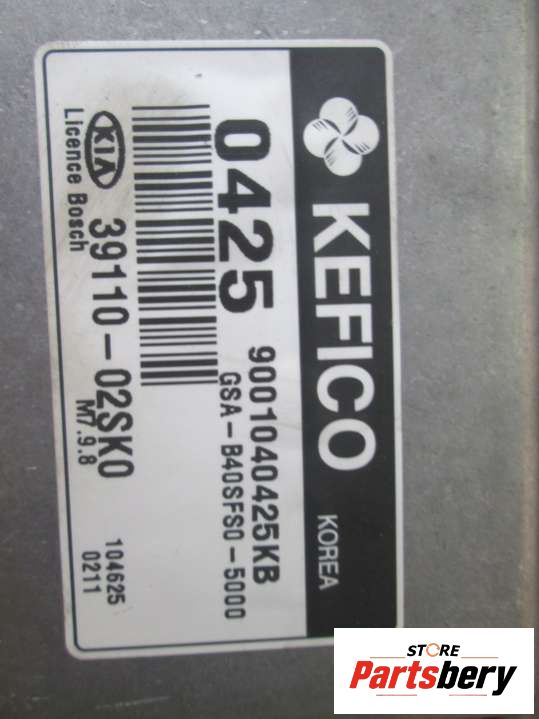 KEFICO KOREA
0425 9001040425KB
GSA-B40SFS0-5000
KIA 39110-02SK0
Licence Bosch M7.9.8
104625
0211
STORE
Partsbery